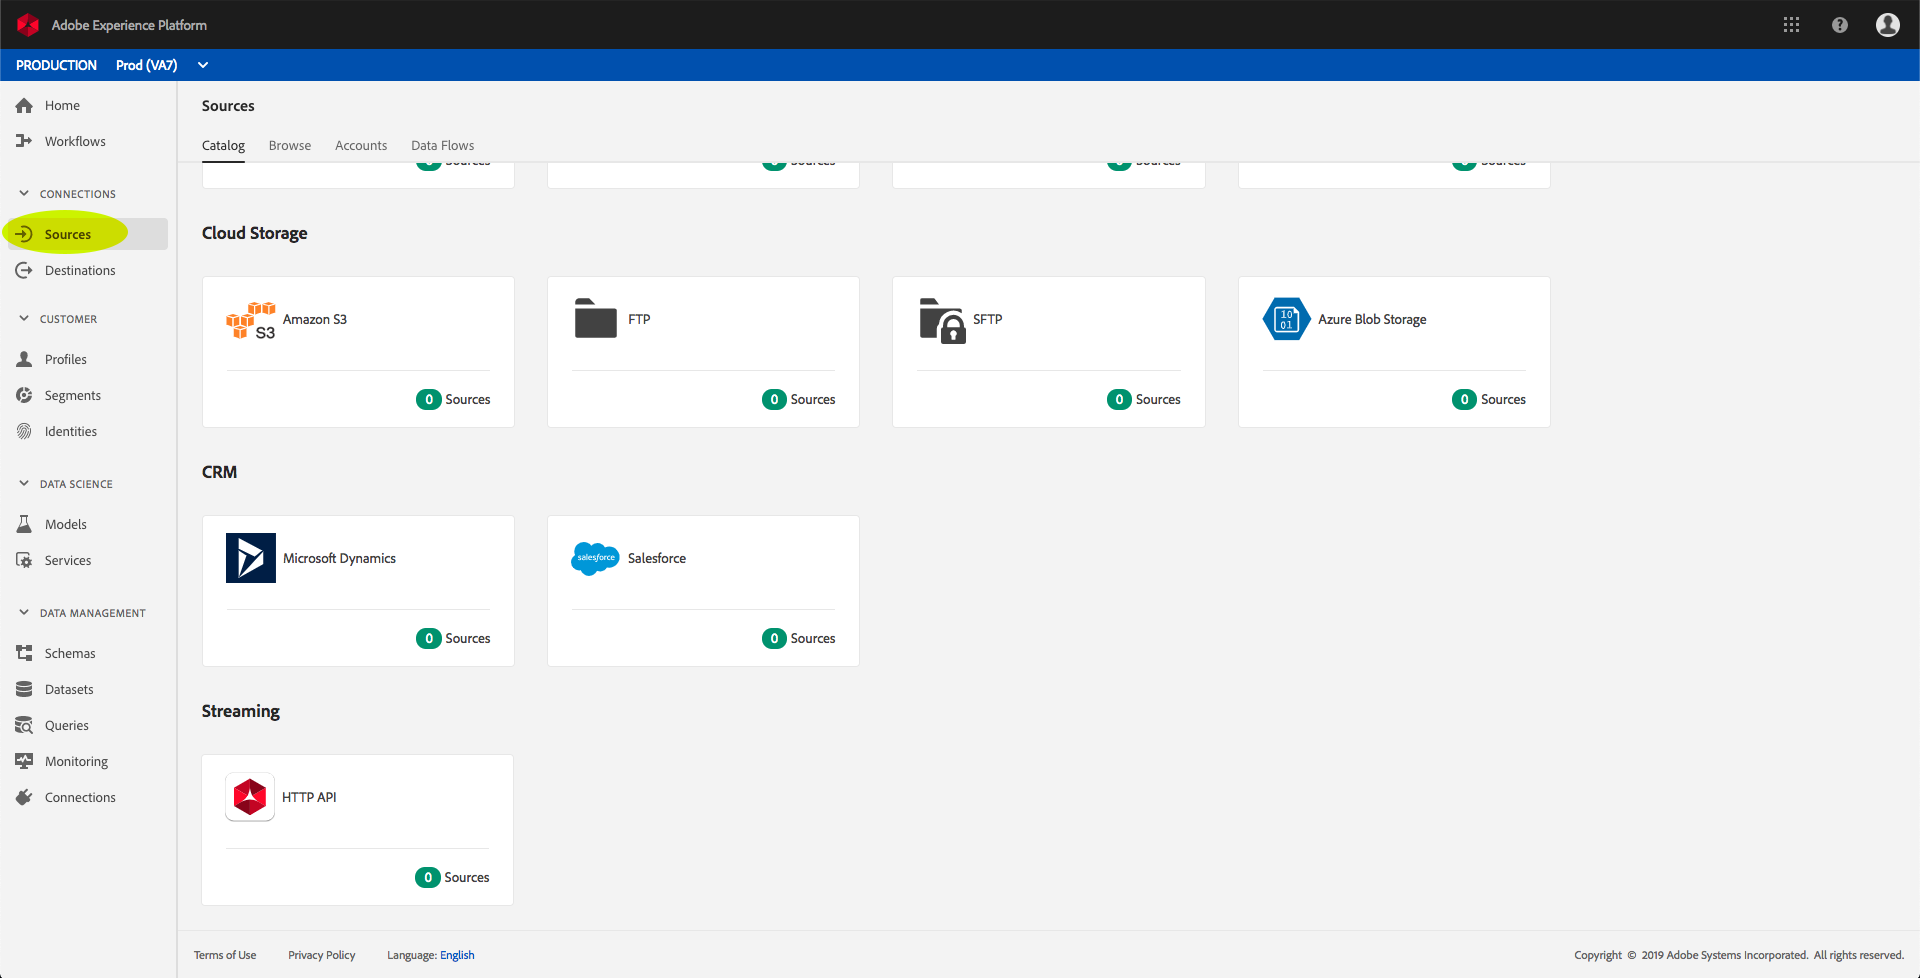 Adobe Experience Platform
PRODUCTION Prod (VA7)
Home
Workflows
CONNECTIONS
Sources
Destinations
CUSTOMER
Profiles
Segments
Identities
DATA SCIENCE
Models
Services
DATA MANAGEMENT
Schemas
Datasets
Queries
Monitoring
Connections
Sources
Catalog Browse Accounts Data Flows
Sources Sources Sources Sources
Cloud Storage
S3 Amazon S3
FTP
SFTP
10
01
Azure Blob Storage
0 Sources
0 Sources
0 Sources
0 Sources
CRM
Microsoft Dynamics
salesforce Salesforce
0 Sources
0 Sources
Streaming
HTTP API
0 Sources
Terms of Use Privacy Policy Language: English
Copyright © 2019 Adobe Systems Incorporated. All rights reserved.